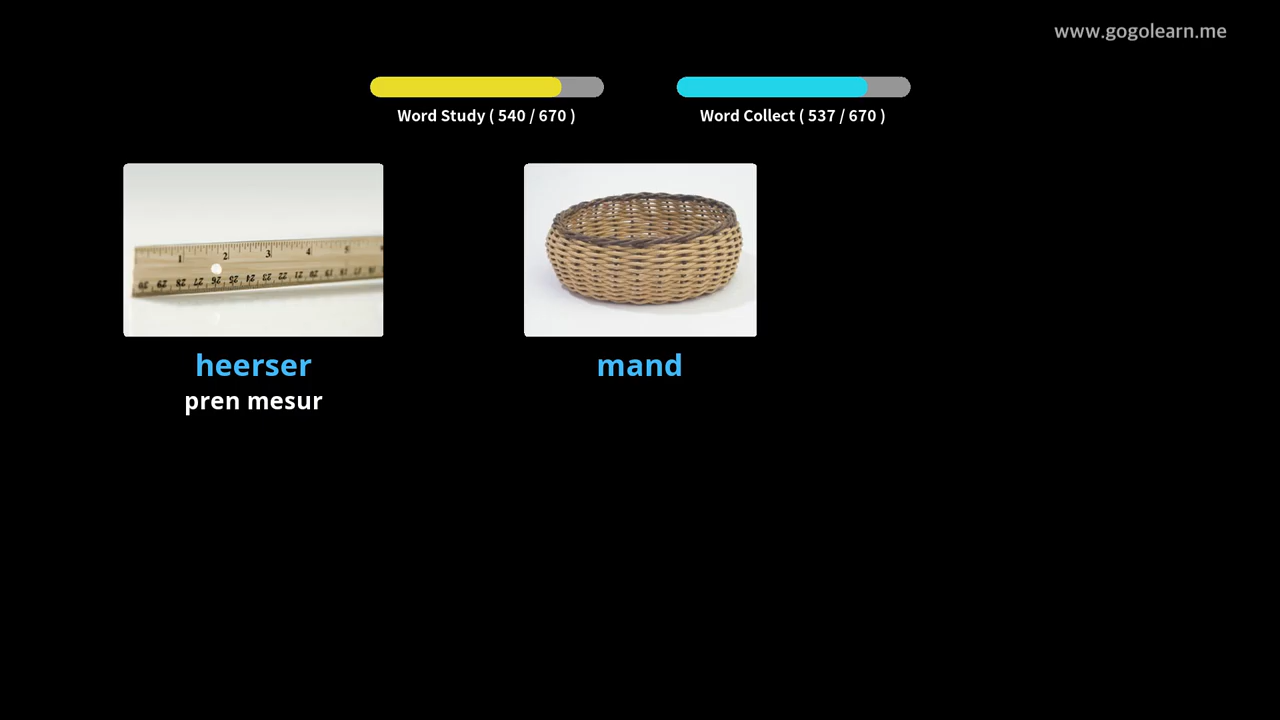 www.gogolearn.me
Word Study ( 540 / 670 )
Word Collect ( 537 / 670 )
heerser
mand
pren mesur